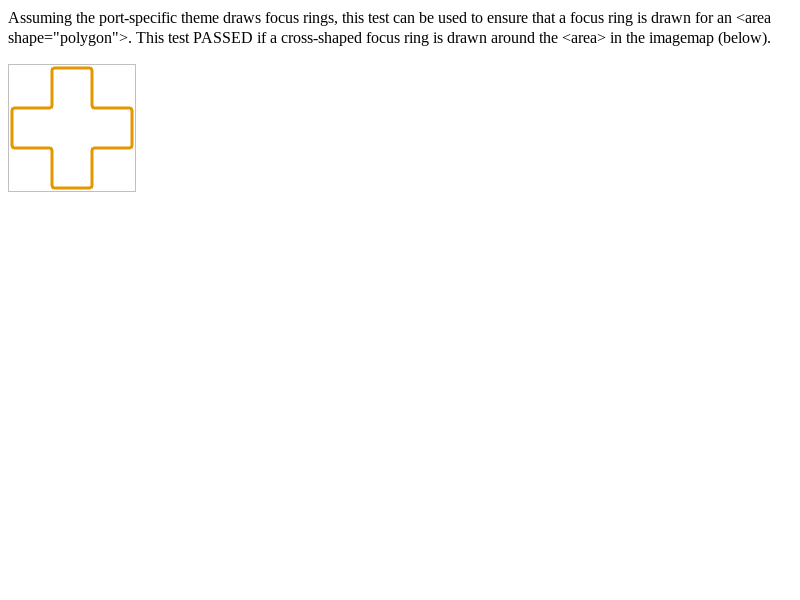 Assuming the port-specific theme draws focus rings, this test can be used to ensure that a focus ring is drawn for an <area
shape="polygon">. This test PASSED if a cross-shaped focus ring is drawn around the <area> in the imagemap (below).